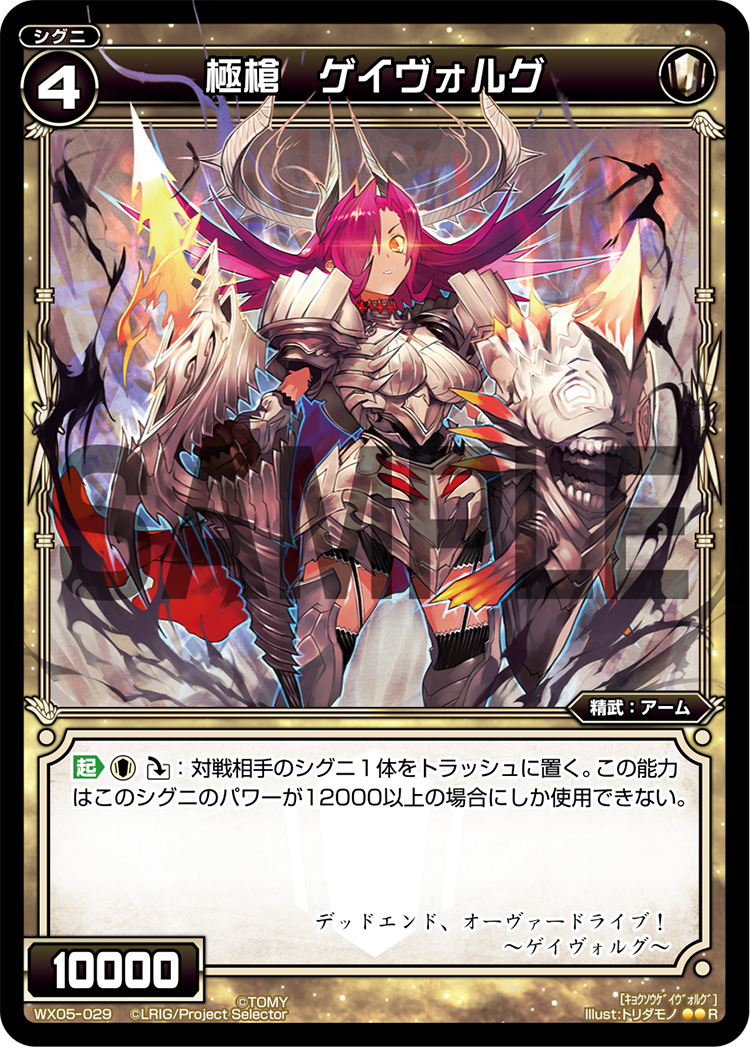 シグニ
4
極槍 ゲイヴォルグ
SAMPLE
精武：アーム
起 ：対戦相手のシグニ１体をトラッシュに置く。この能力
はこのシグニのパワーが12000以上の場合にしか使用できない。
デッドエンド、オーヴァードライブ！
～ゲイヴォルグ～
10000
©TOMY
[ｷｮｸｿｳｹﾞｲｳﾞｫﾙｸﾞ]
WX05-029 ©LRIG/Project Selector
Illust:トリダモノ R